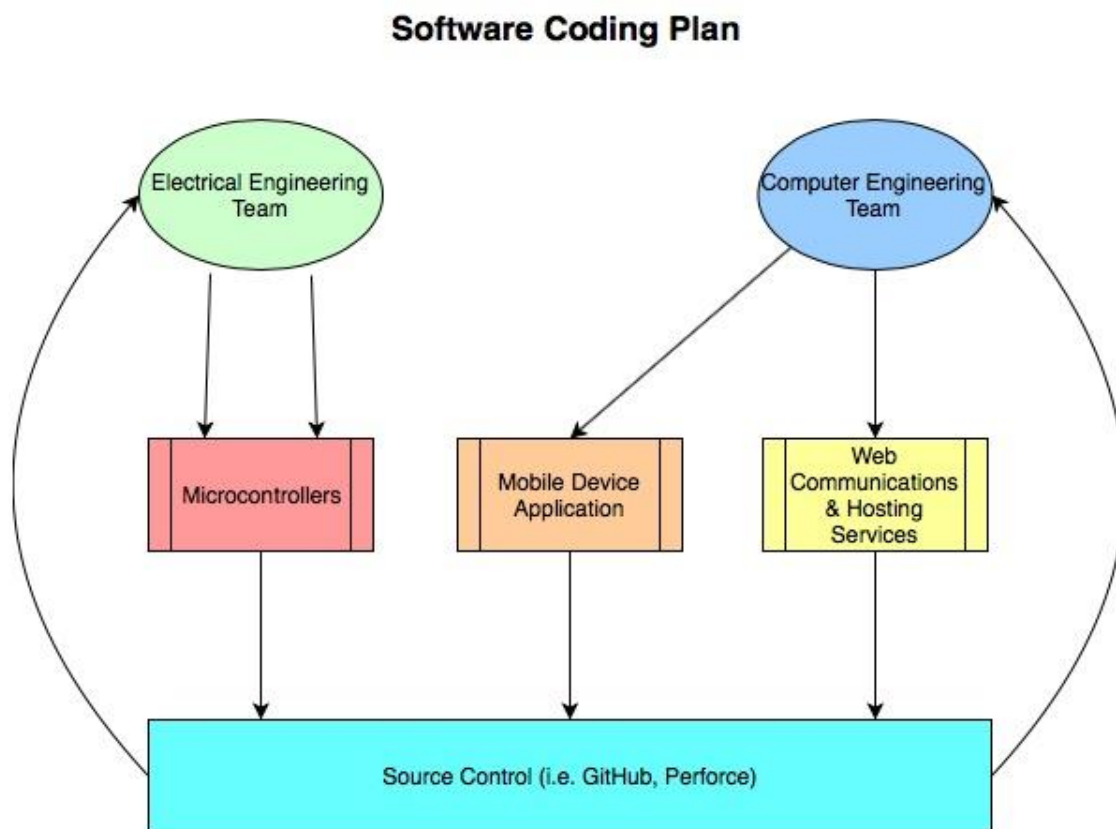 Software Coding Plan
Electrical Engineering
Team
Computer Engineering
Team
Microcontrollers
Mobile Device
Application
Web
Communications
& Hosting
Services
Source Control (i.e. GitHub, Perforce)